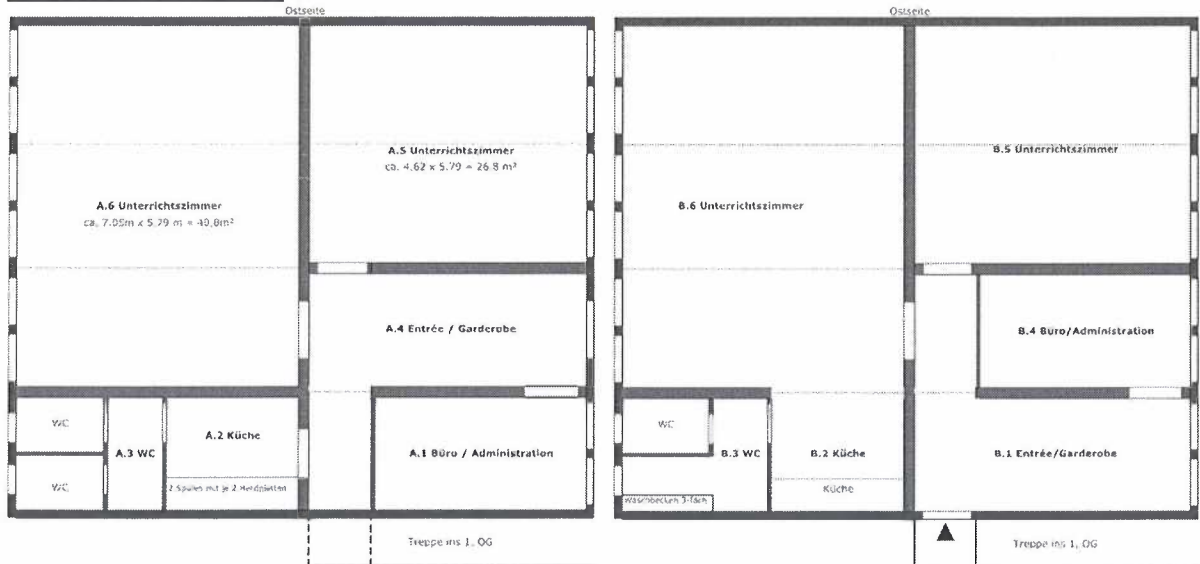 Ostseite
A.5 Unterrichtszimmer
ca. 4.62 x 5.79 = 26.8 m²
A.6 Unterrichtszimmer
ca. 7.05m x 5.79 m = 40,8m²
A.4 Entrée / Garderobe
WC
A.3 WC
A.2 Küche
A.1 Büro / Administration
WC
2 Spülen mit je 2 Herdplatten
Treppe ins 1. OG
Ostseite
B.5 Unterrichtszimmer
B.6 Unterrichtszimmer
B.4 Büro/Administration
WC
B.3 WC
B.2 Küche
B.1 Entrée/Garderobe
Küche
Waschbecken 3-fach
Treppe ins 1. OG